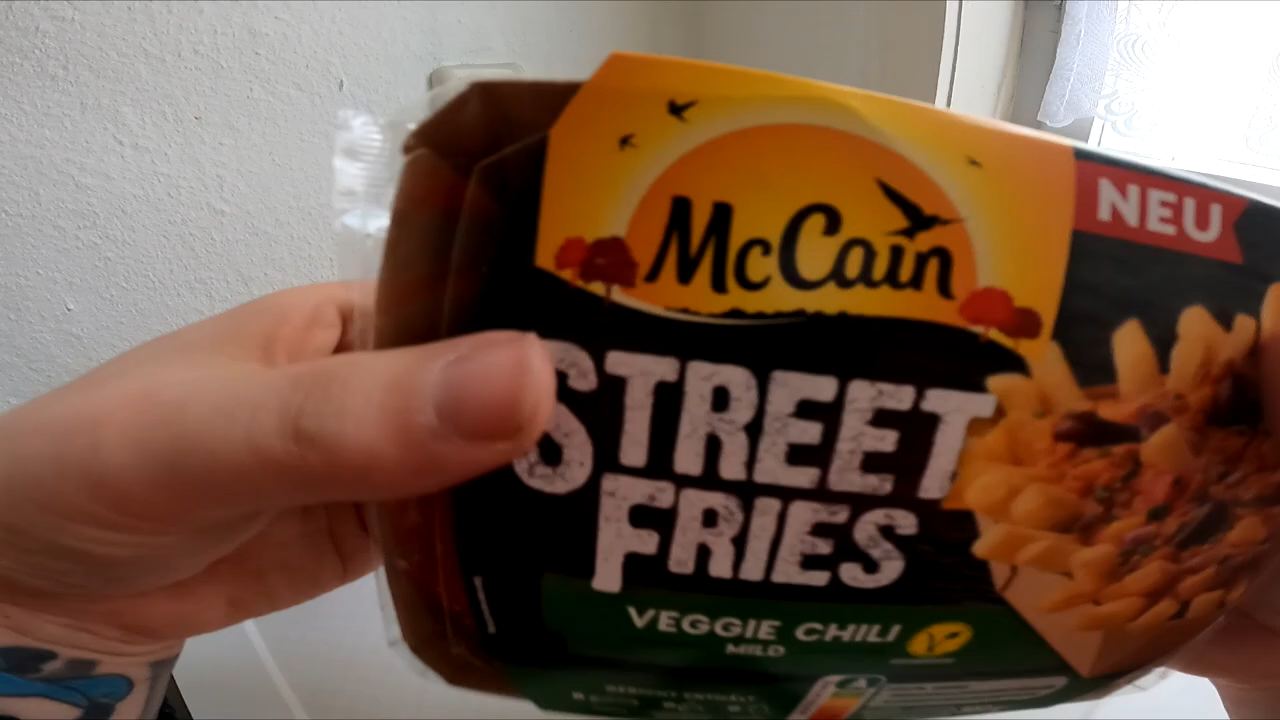 McCain
NEU
STREET
FRIES
VEGGIE CHILI
MILD